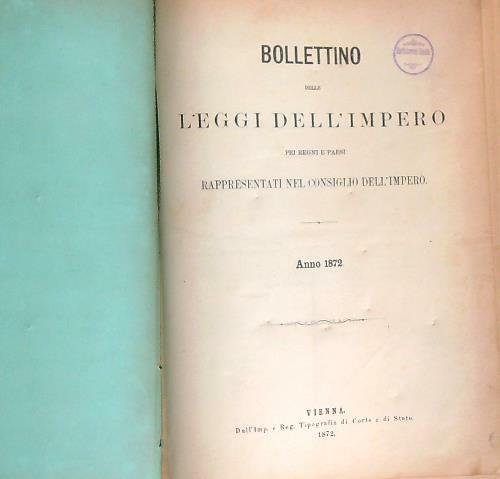 BOLLETTINO
DELLE
LEGGI DELL'IMPERO
PEI REGNI E PAESI
RAPPRESENTATI NEL CONSIGLIO DELL'IMPERO.
Anno 1872.
VIENNA.
Dall'Imp. e Reg. Tipografia di Corte e di Stato.
1872.